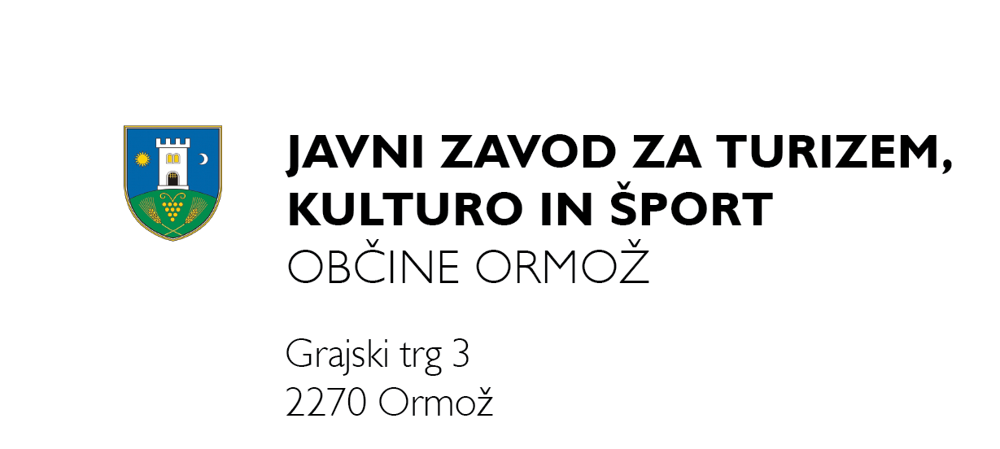 JAVNI ZAVOD ZA TURIZEM,
KULTURO IN ŠPORT
OBČINE ORMOŽ
Grajski trg 3
2270 Ormož